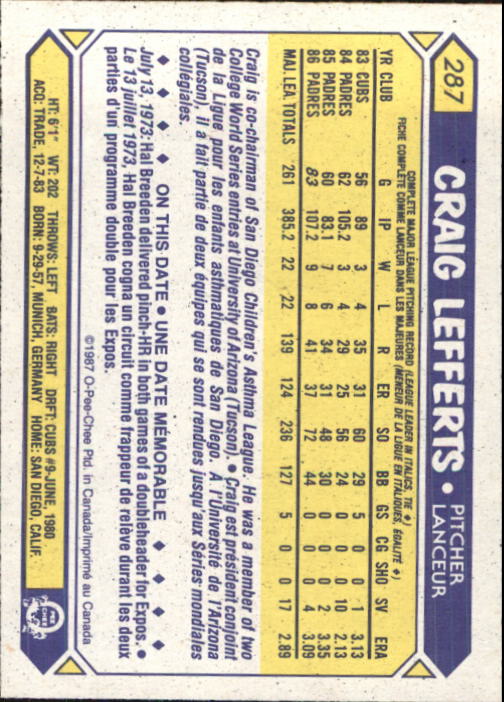 287
CRAIG LEFFERTS • PITCHER LANCEUR
COMPLETE MAJOR LEAGUE PITCHING RECORD (LEAGUE LEADER IN ITALICS, TIE ♦)
FICHE COMPLÈTE COMME LANCEUR DANS LES MAJEURES (MENEUR DE LA LIGUE EN ITALIQUES, ÉGALITÉ ♦)
YR CLUB G IP W L R ER SO BB GS CG SHO SV ERA
83 CUBS 56 89 3 4 35 31 60 29 5 0 0 1 3.13
84 PADRES 62 105.2 3 4 29 25 56 24 0 0 0 10 2.13
85 PADRES 60 83.1 7 6 34 31 48 30 0 0 0 2 3.35
86 PADRES 83 107.2 9 8 41 37 72 44 0 0 0 4 3.09
MAJ. LEA. TOTALS 261 385.2 22 22 139 124 236 127 5 0 0 17 2.89
Craig is co-chairman of San Diego Children's Asthma League. He was a member of two
College World Series entries at University of Arizona (Tucson). • Craig est président conjoint
de la Ligue pour les enfants asthmatiques de San Diego. À l'Université de l'Arizona
(Tucson), il a fait partie de deux équipes qui se sont rendues jusqu'aux Séries mondiales
collégiales.
♦ ♦ ♦ ♦ ON THIS DATE • UNE DATE MÉMORABLE ♦ ♦ ♦ ♦
July 13, 1973: Hal Breeden delivered pinch-HR in both games of a doubleheader for Expos. •
Le 13 juillet 1973, Hal Breeden cogna un circuit comme frappeur de relève durant les deux
parties d'un programme double pour les Expos.
©1987 O-Pee-Chee Ptd. in Canada/Imprimé au Canada
HT: 6'1" WT: 202 THROWS: LEFT BATS: RIGHT DRFT: CUBS #9-JUNE, 1980
ACQ: TRADE, 12-7-83 BORN: 9-29-57, MUNICH, GERMANY HOME: SAN DIEGO, CALIF.
O PEE CHEE